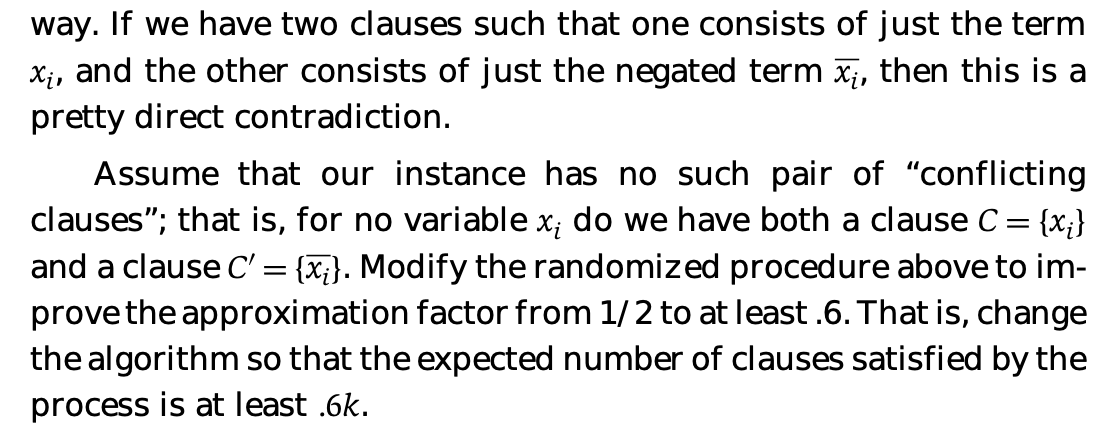 way. If we have two clauses such that one consists of just the term
x_i, and the other consists of just the negated term \overline{x_i}, then this is a
pretty direct contradiction.
Assume that our instance has no such pair of “conflicting
clauses”; that is, for no variable x_i do we have both a clause C = {x_i}
and a clause C′ = {\overline{x_i}}. Modify the randomized procedure above to im-
prove the approximation factor from 1/2 to at least .6. That is, change
the algorithm so that the expected number of clauses satisfied by the
process is at least .6k.